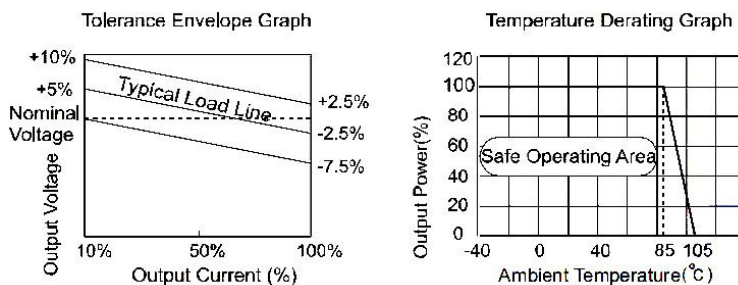 Tolerance Envelope Graph
+10%
+5%
Nominal
Voltage
Typical Load Line
+2.5%
-2.5%
-7.5%
Output Voltage
10%
50%
100%
Output Current (%)
Temperature Derating Graph
120
100
80
60
40
20
0
Output Power(%)
Safe Operating Area
-40
0
40
85
105
Ambient Temperature(℃)